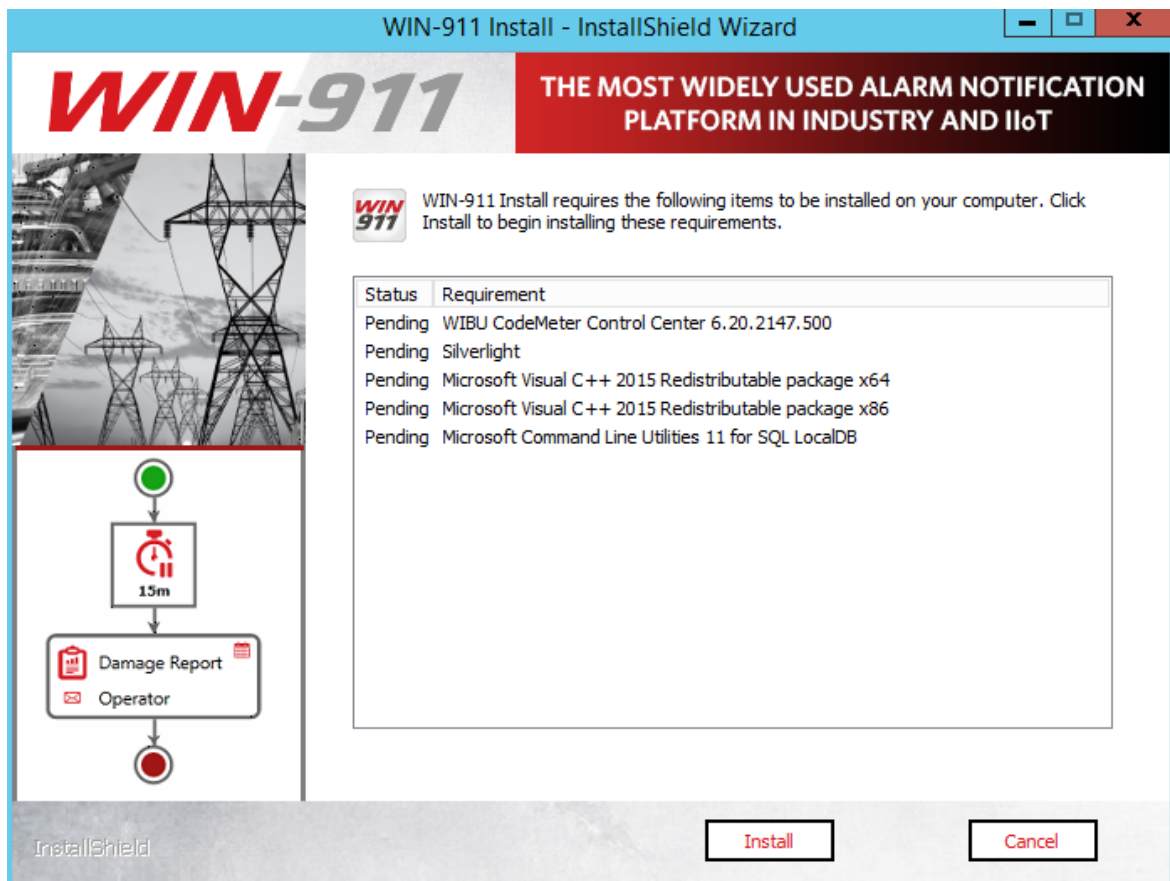 WIN-911 Install - InstallShield Wizard
WIN-911
THE MOST WIDELY USED ALARM NOTIFICATION
PLATFORM IN INDUSTRY AND IIoT
WIN
911
WIN-911 Install requires the following items to be installed on your computer. Click
Install to begin installing these requirements.
Status Requirement
Pending WIBU CodeMeter Control Center 6.20.2147.500
Pending Silverlight
Pending Microsoft Visual C++ 2015 Redistributable package x64
Pending Microsoft Visual C++ 2015 Redistributable package x86
Pending Microsoft Command Line Utilities 11 for SQL LocalDB
15m
Damage Report
Operator
InstallShield
Install
Cancel